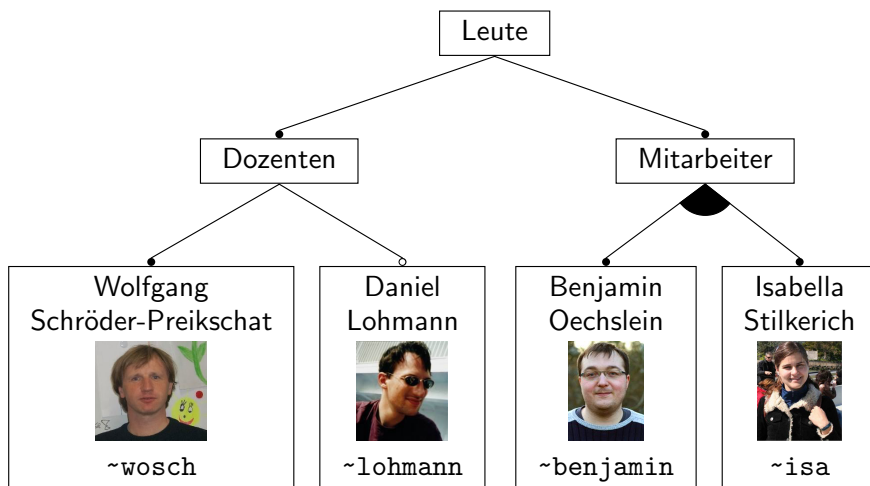 Leute
Dozenten
Mitarbeiter
Wolfgang
Schröder-Preikschat
~wosch
Daniel
Lohmann
~lohmann
Benjamin
Oechslein
~benjamin
Isabella
Stilkerich
~isa